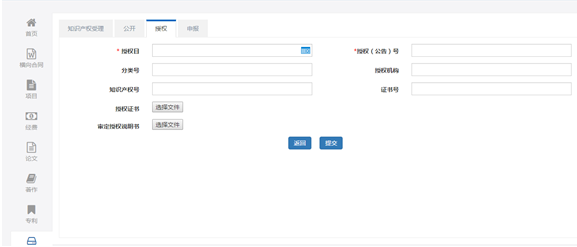 知识产权受理 公开 授权 申报
首页
横向合同
项目
经费
论文
著作
专利
* 授权日
*授权（公告）号
分类号
授权机构
知识产权号
证书号
授权证书 选择文件
审定授权说明书 选择文件
返回 提交